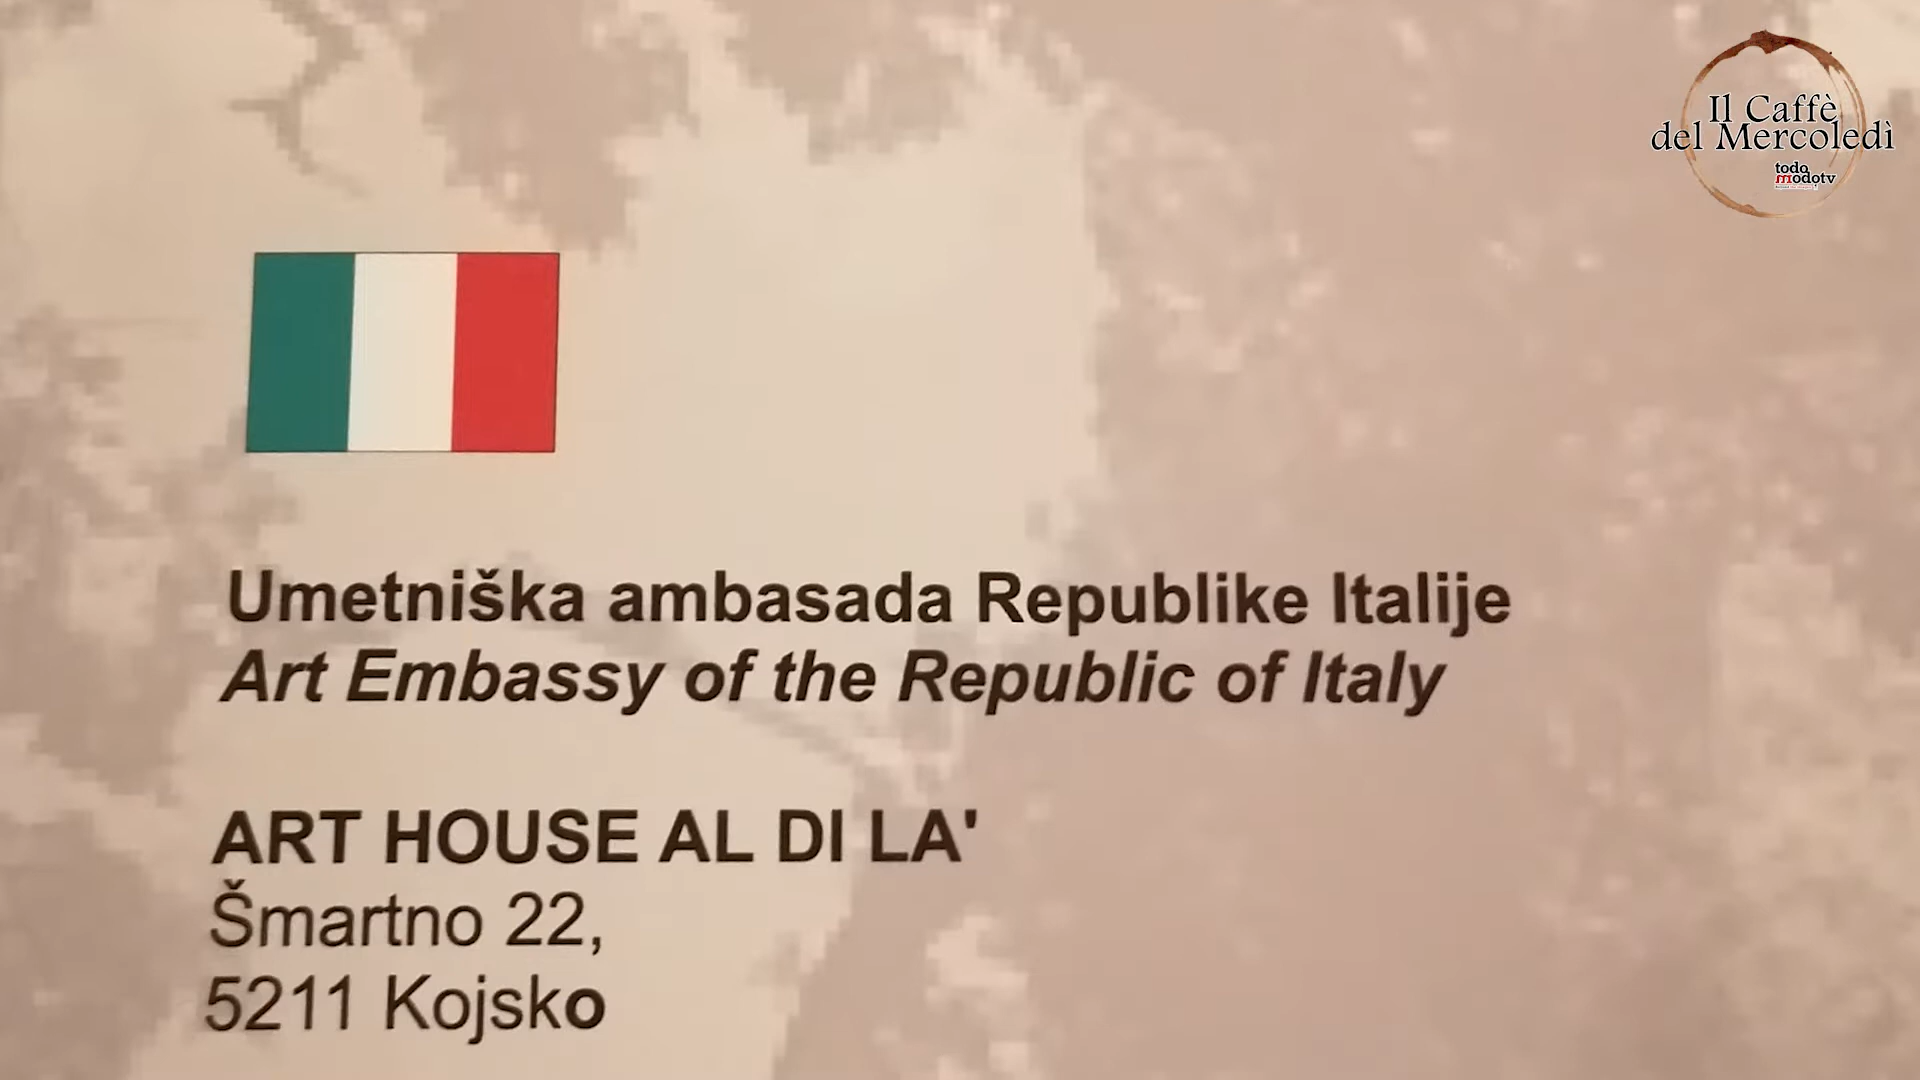 Il Caffè
del Mercoledì
todo
modotv
Umetniška ambasada Republike Italije
Art Embassy of the Republic of Italy
ART HOUSE AL DI LA'
Šmartno 22,
5211 Kojsko